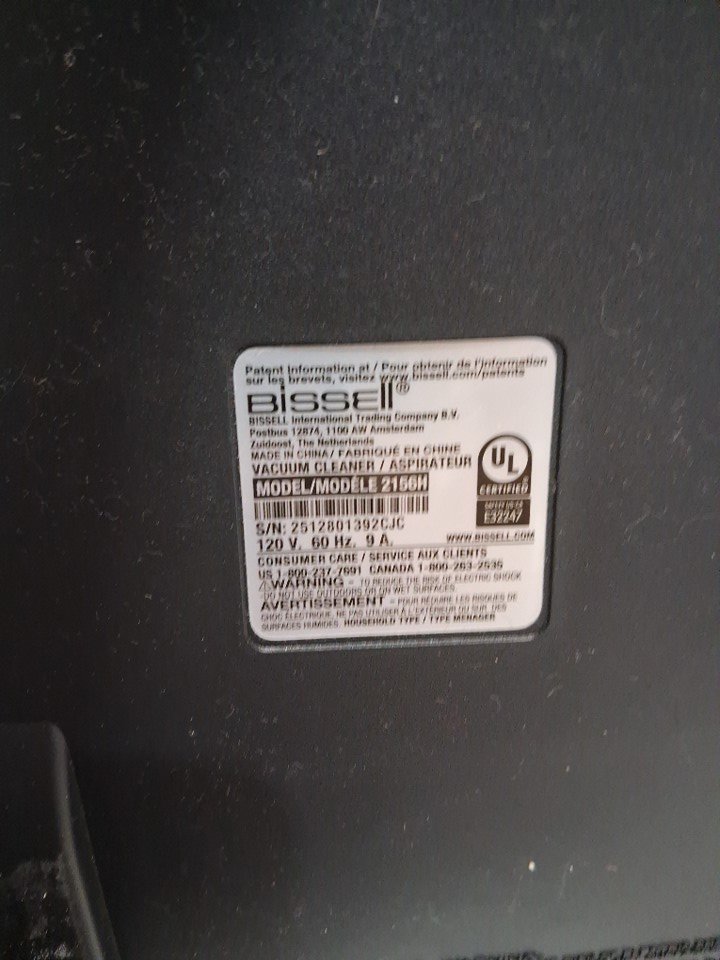 Patent Information at / Pour obtenir de l'information
sur les brevets, visitez www.bissell.com/patents
BISSELL®
BISSELL International Trading Company B.V.
Postbus 12874, 1100 AW Amsterdam
Zuidoost, The Netherlands
MADE IN CHINA / FABRIQUÉ EN CHINE
VACUUM CLEANER / ASPIRATEUR
MODEL/MODÈLE 2156H
UL
CERTIFIED
E32247
S/N: 2512801392CJC
120 V. 60 Hz. 9 A.
WWW.BISSELL.COM
CONSUMER CARE / SERVICE AUX CLIENTS
US 1-800-237-7691 CANADA 1-800-263-2535
WARNING - TO REDUCE THE RISK OF ELECTRIC SHOCK
-DO NOT USE OUTDOORS OR ON WET SURFACES.
AVERTISSEMENT - POUR RÉDUIRE LES RISQUES DE
CHOC ÉLECTRIQUE, NE PAS UTILISER À L'EXTÉRIEUR OU SUR DES
SURFACES HUMIDES. HOUSEHOLD TYPE / TYPE MÉNAGER